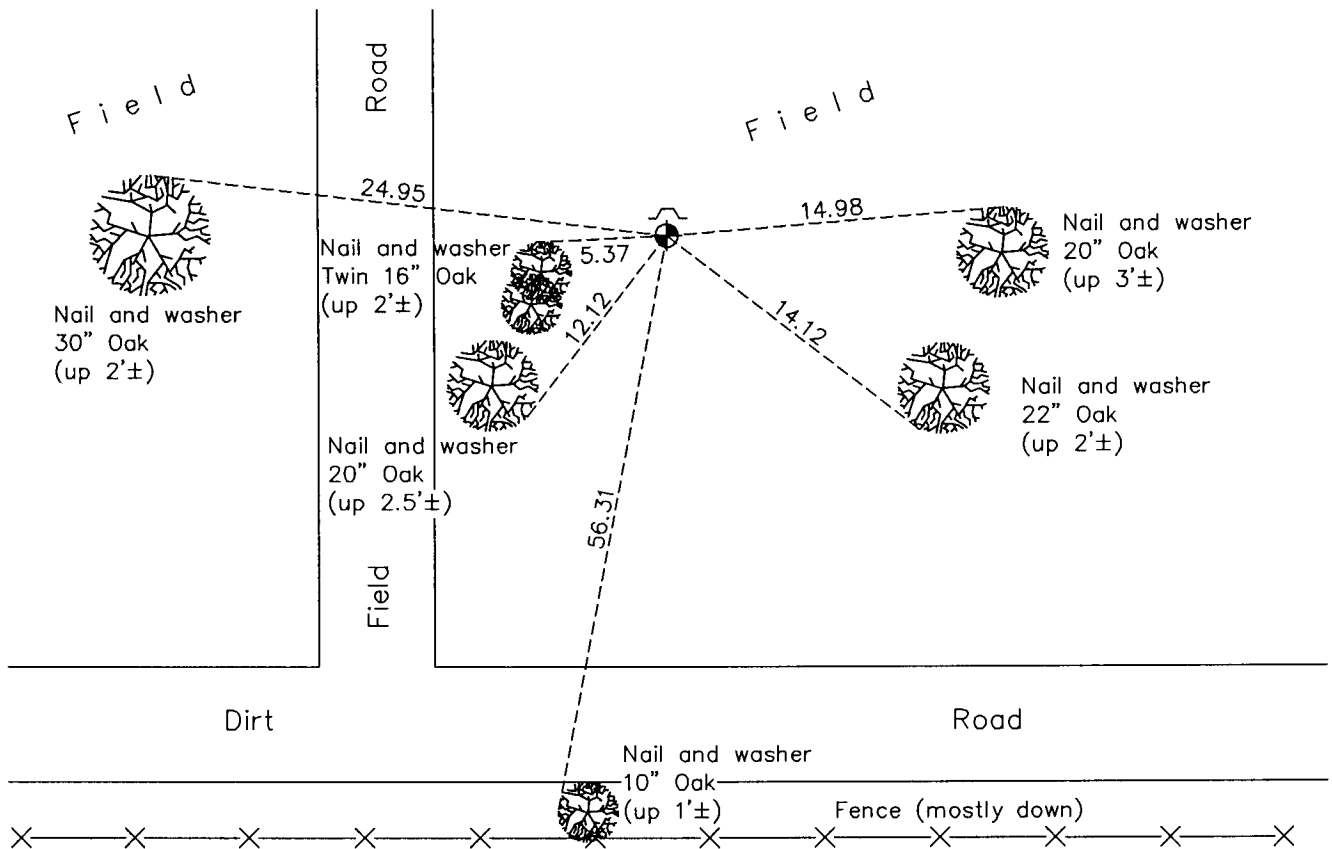 Road
Field
Field
24.95
14.98
Nail and washer
20" Oak
(up 3'±)
Nail and washer
Twin 16" Oak
(up 2'±)
5.37
Nail and washer
30" Oak
(up 2'±)
12.12
14.12
Nail and washer
22" Oak
(up 2'±)
Nail and washer
20" Oak
(up 2.5'±)
56.31
Field
Dirt
Road
Nail and washer
10" Oak
(up 1'±)
Fence (mostly down)